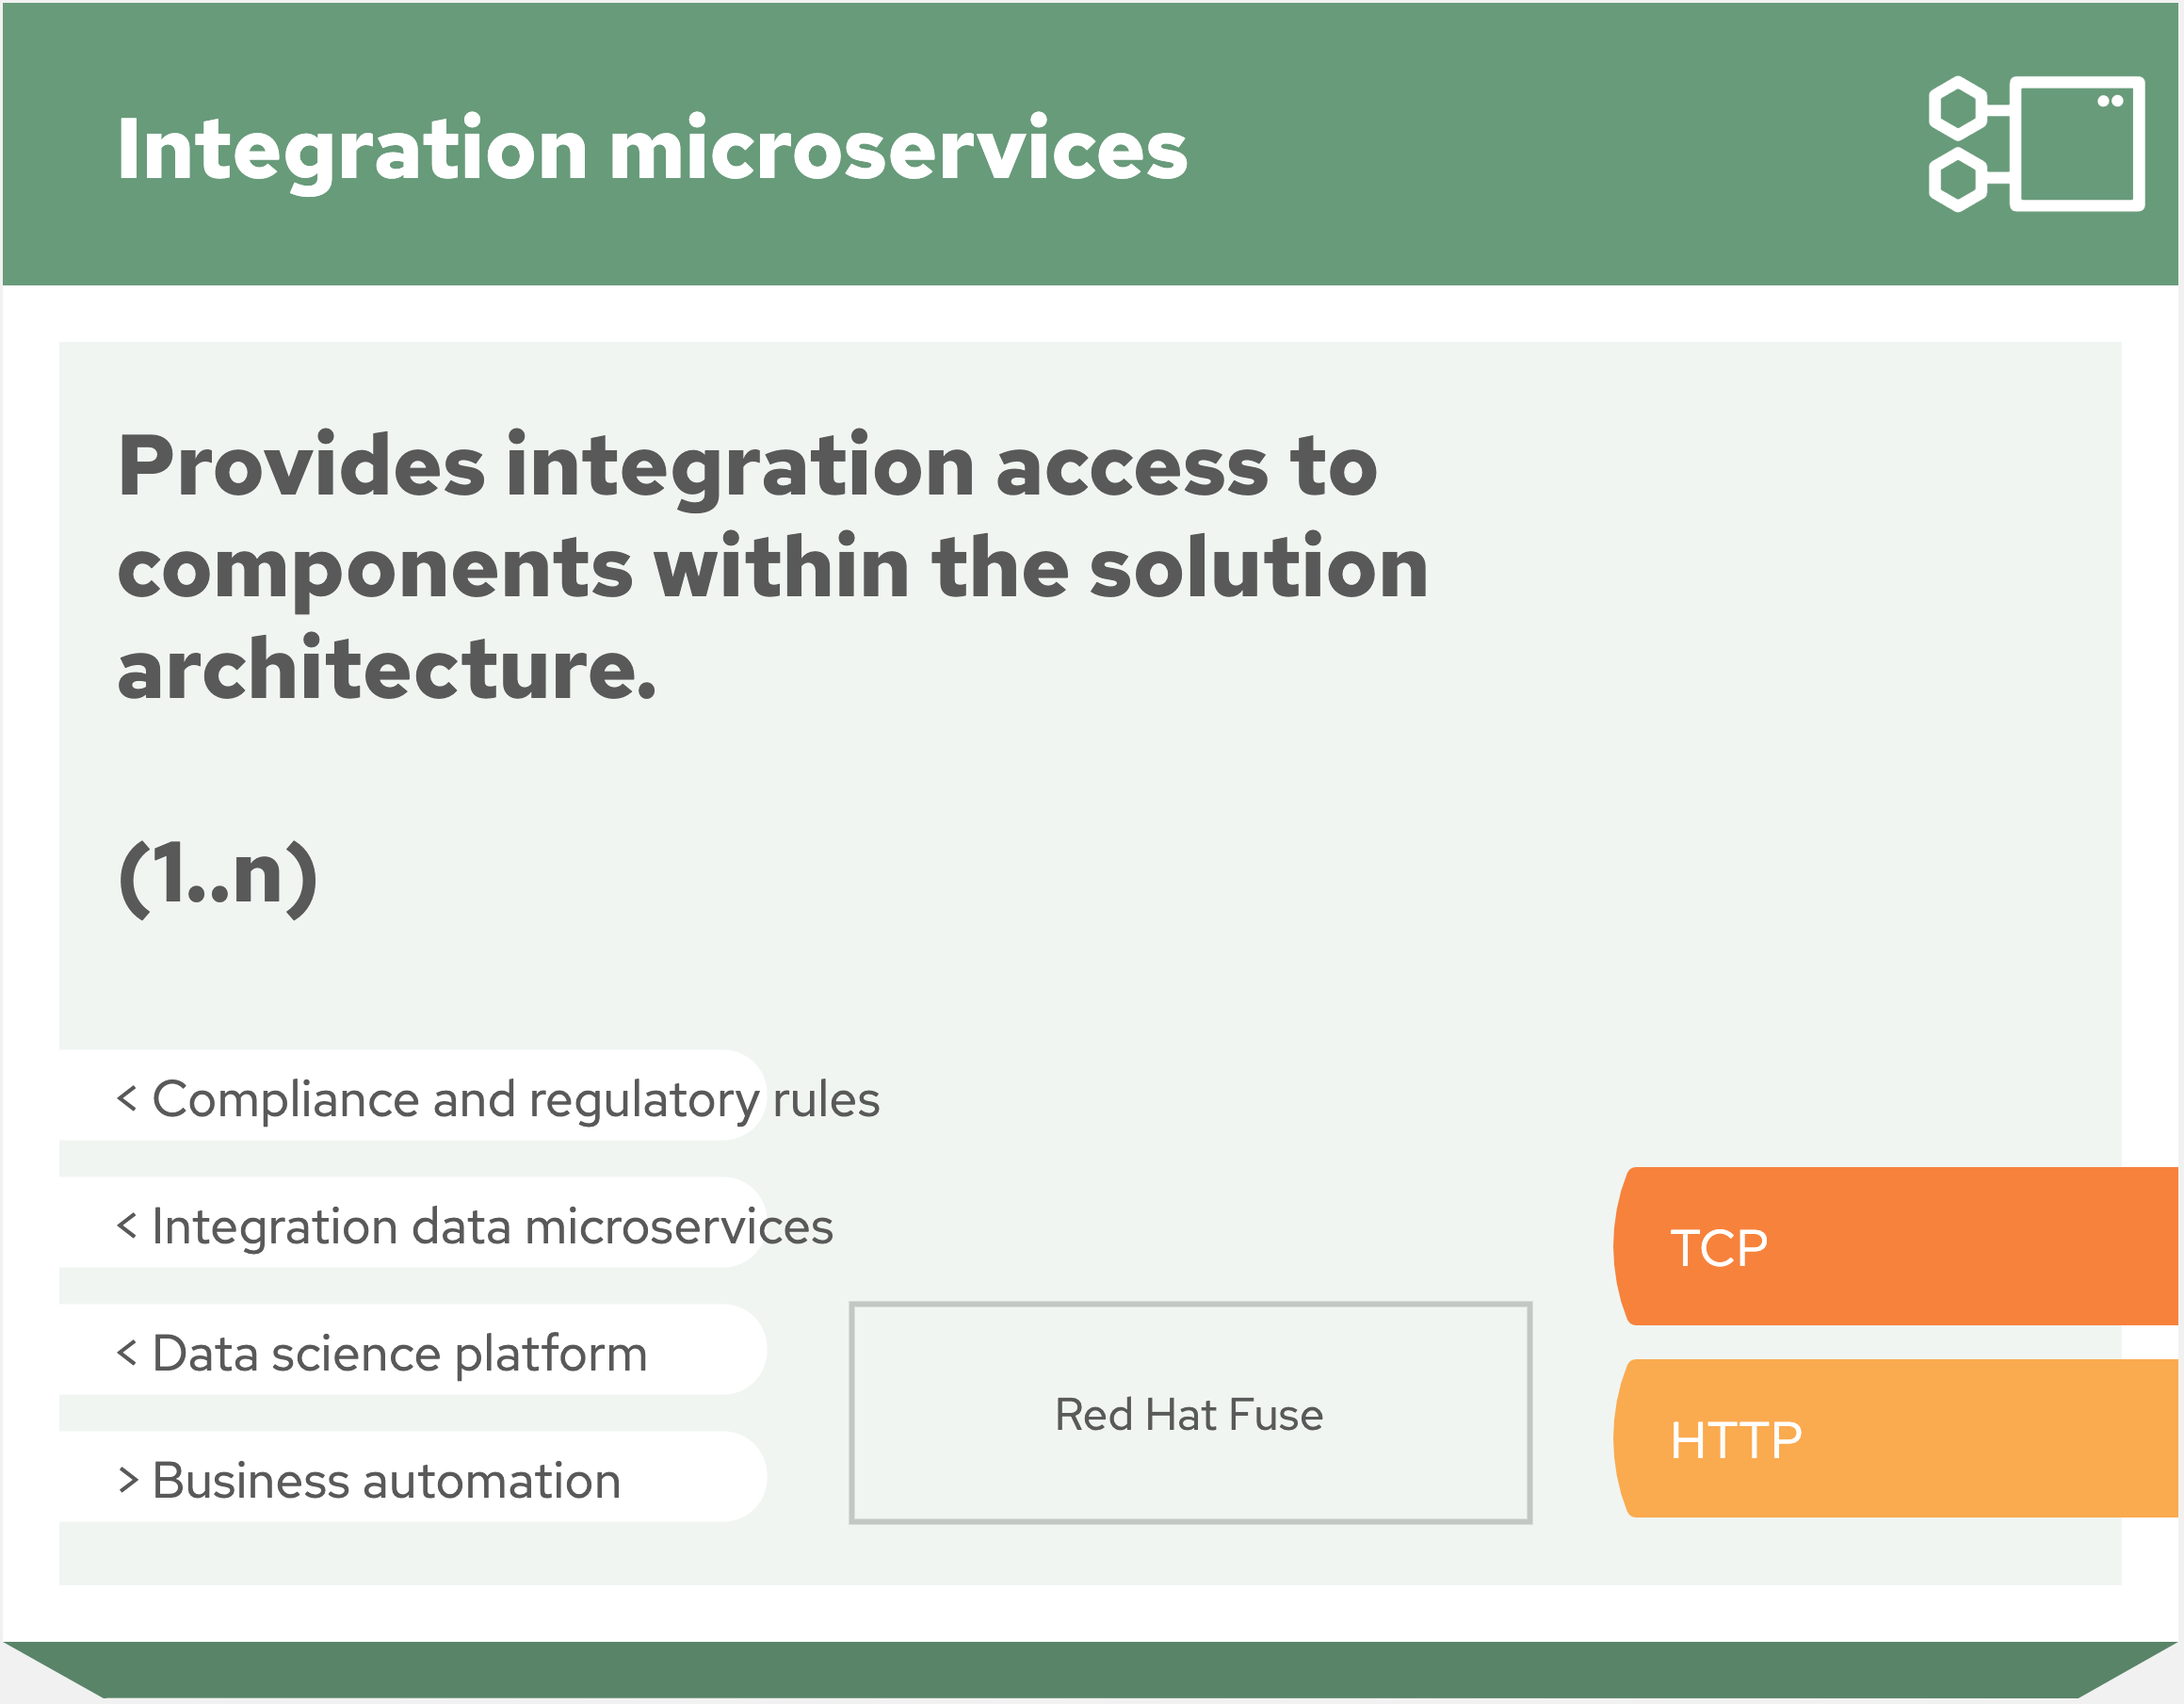 Integration microservices
Provides integration access to
components within the solution
architecture.
(1..n)
< Compliance and regulatory rules
< Integration data microservices
< Data science platform
> Business automation
Red Hat Fuse
TCP
HTTP